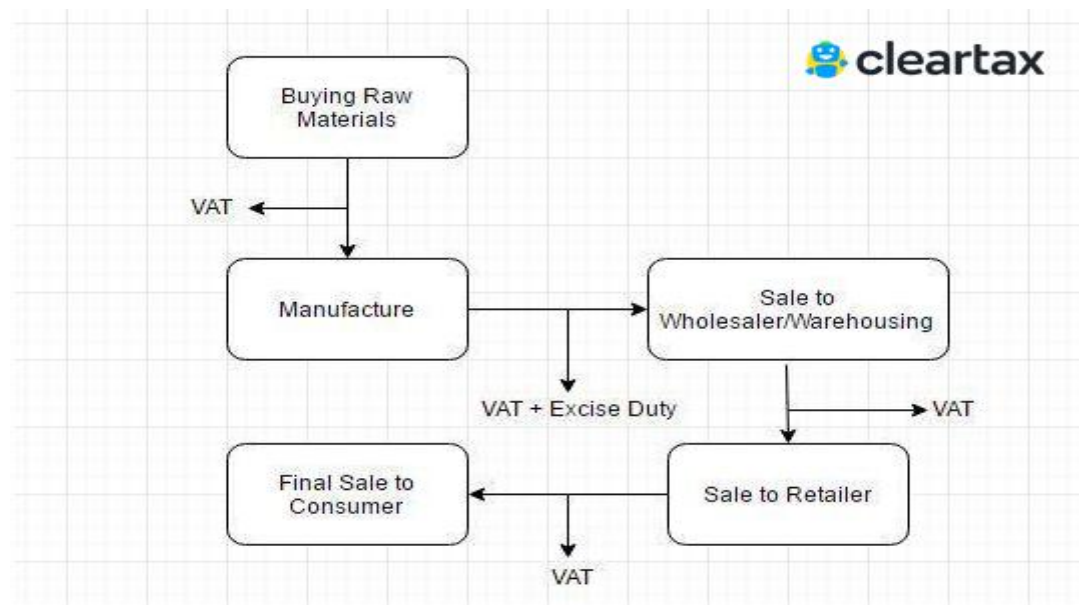 cleartax
Buying Raw
Materials
VAT
Manufacture
Sale to
Wholesaler/Warehousing
VAT + Excise Duty
VAT
Final Sale to
Consumer
Sale to Retailer
VAT